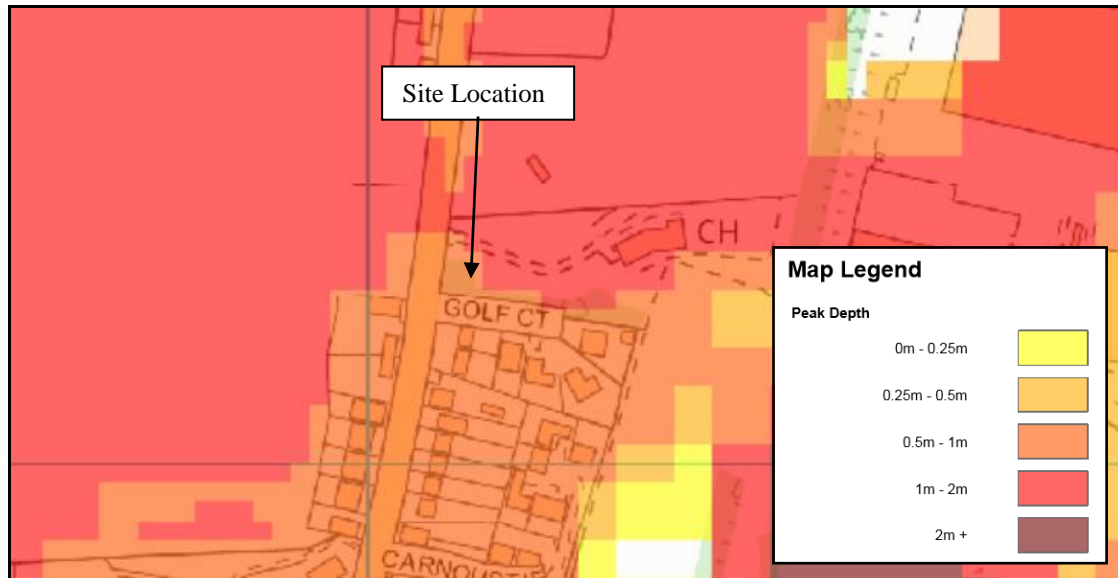 Site Location
CH
GOLF CT
CARNOUSTIE
Map Legend
Peak Depth
0m - 0.25m
0.25m - 0.5m
0.5m - 1m
1m - 2m
2m +